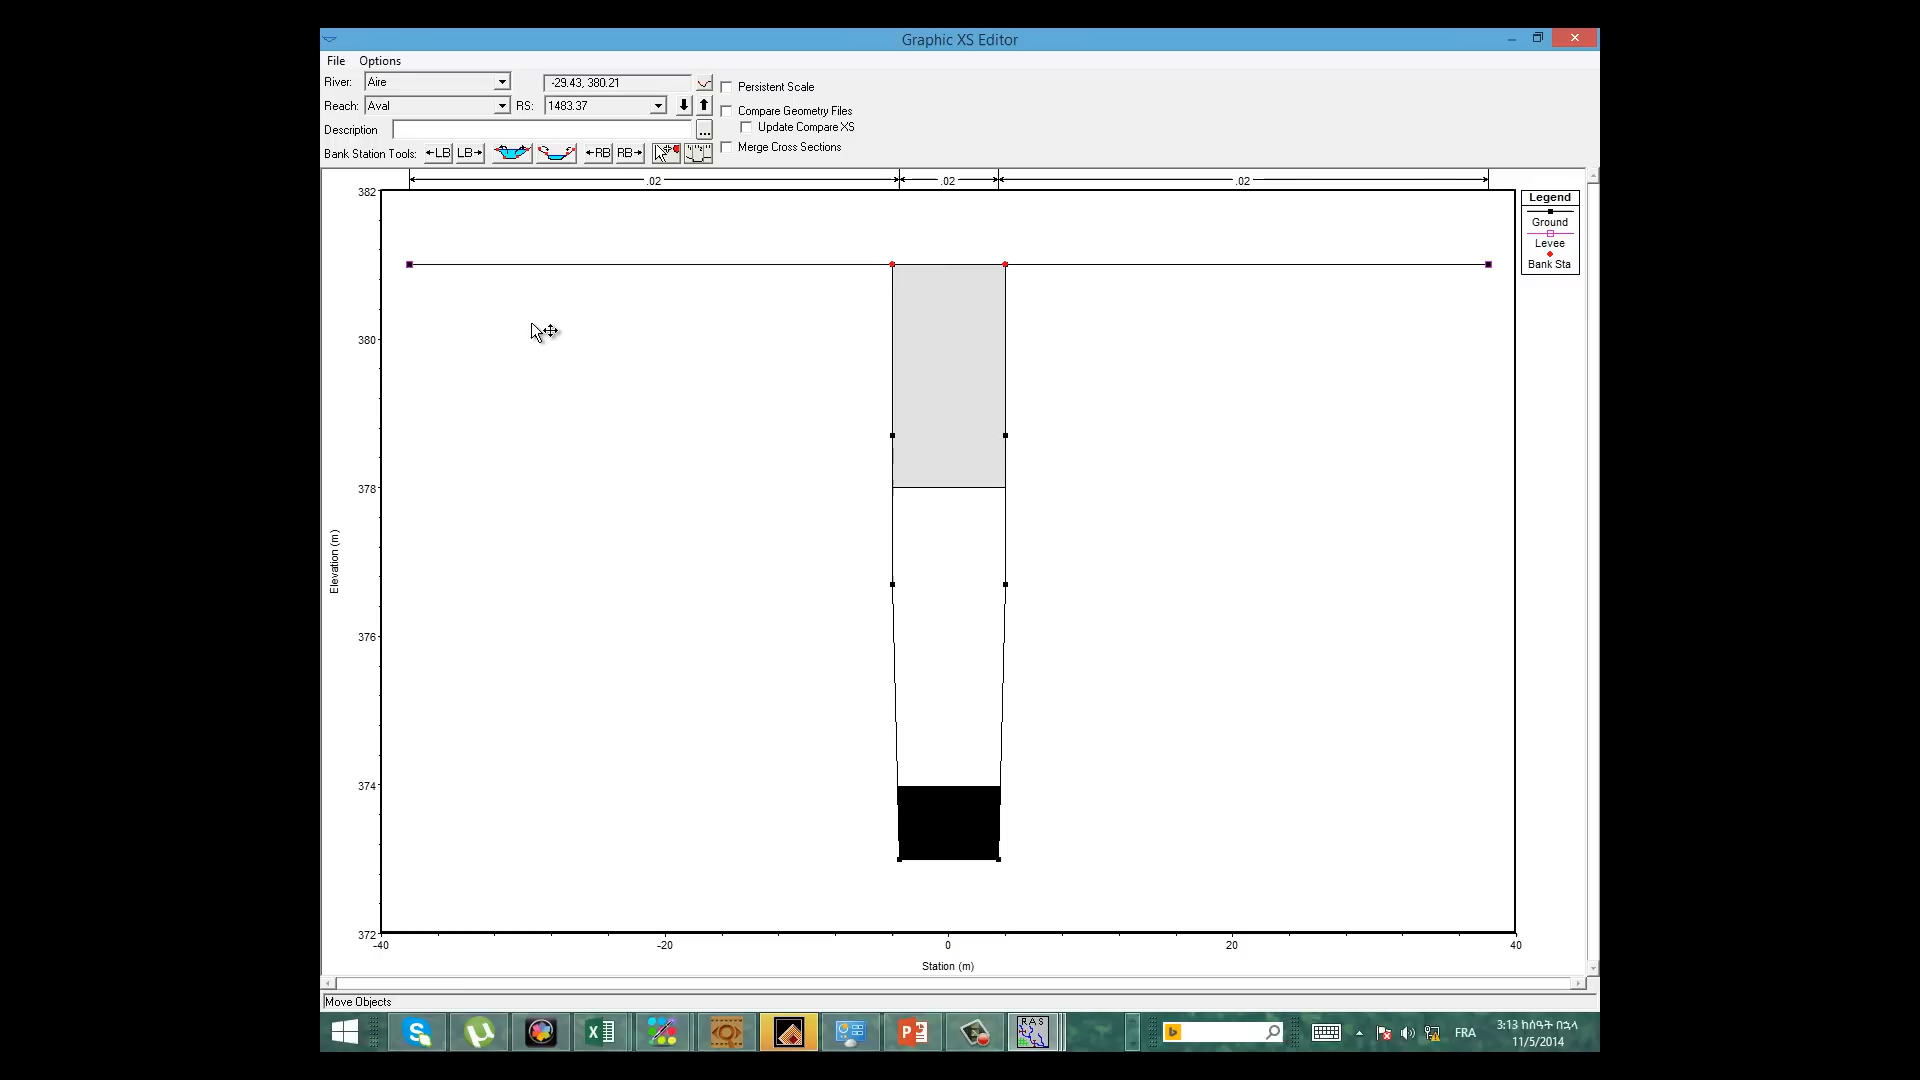 Graphic XS Editor
File Options
River: Aire -29.43, 380.21 Persistent Scale
Reach: Aval RS: 1483.37 Compare Geometry Files
Update Compare XS
Description ...
Bank Station Tools: ←LB LB→ ←RB RB→ Merge Cross Sections
.02 .02 .02
382
380
378
376
374
372
Elevation (m)
-40 -20 0 20 40
Station (m)
Legend
Ground
Levee
Bank Sta
Move Objects
RAS
FRA
3:13 ከሰዓት በኋላ
11/5/2014